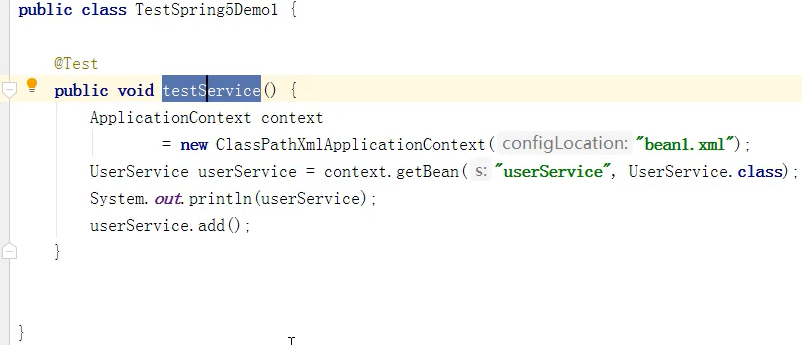 public class TestSpring5Demo1 {
@Test
public void testService() {
ApplicationContext context
= new ClassPathXmlApplicationContext( configLocation: "bean1.xml");
UserService userService = context.getBean( s: "userService", UserService.class);
System.out.println(userService);
userService.add();
}
}